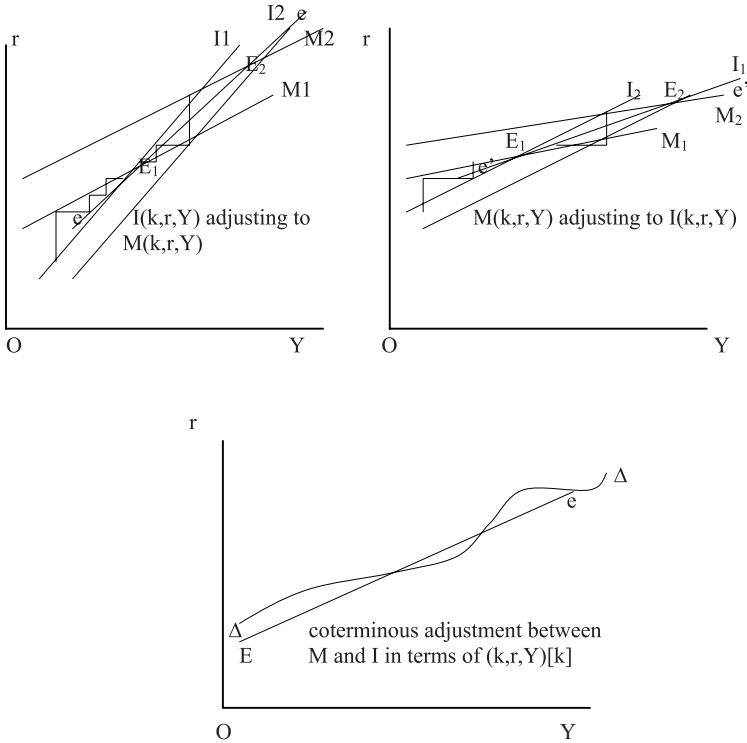 I2 e
r I1 M2
E₂
M1
E₁
e
I(k,r,Y) adjusting to
M(k,r,Y)
O Y
r
I₁
I₂ E₂ e'
M₂
E₁ M₁
e'
M(k,r,Y) adjusting to I(k,r,Y)
O Y
r
Δ
e
Δ
coterminous adjustment between
E M and I in terms of (k,r,Y)[k]
O Y